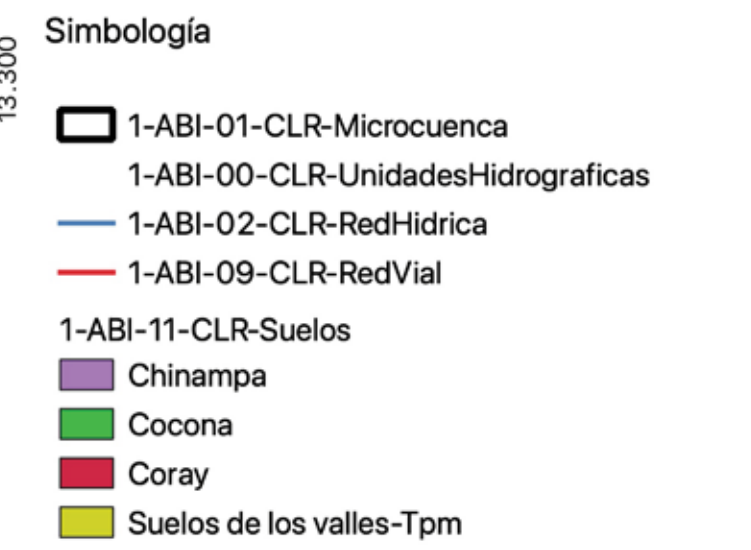 Simbología
13.300
1-ABI-01-CLR-Microcuenca
1-ABI-00-CLR-UnidadesHidrograficas
1-ABI-02-CLR-RedHidrica
1-ABI-09-CLR-RedVial
1-ABI-11-CLR-Suelos
Chinampa
Cocona
Coray
Suelos de los valles-Tpm